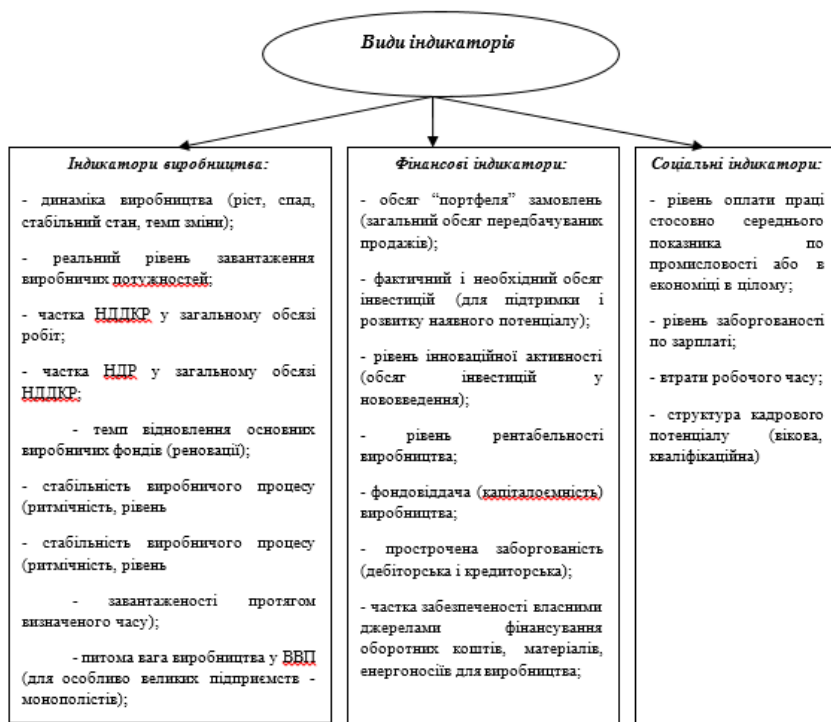 Види індикаторів
Індикатори виробництва:
- динаміка виробництва (ріст, спад,
стабільний стан, темп зміни);
- реальний рівень завантаження
виробничих потужностей;
- частка НДДКР у загальному обсязі
робіт;
- частка НДР у загальному обсязі
НДДКР;
- темп відновлення основних
виробничих фондів (реновації);
- стабільність виробничого процесу
(ритмічність, рівень
- стабільність виробничого процесу
(ритмічність, рівень
- завантаженості протягом
визначеного часу);
- питома вага виробництва у ВВП
(для особливо великих підприємств -
монополістів);
Фінансові індикатори:
- обсяг “портфеля” замовлень
(загальний обсяг передбачуваних
продажів);
- фактичний і необхідний обсяг
інвестицій (для підтримки і
розвитку наявного потенціалу);
- рівень інноваційної активності
(обсяг інвестицій у
нововведення);
- рівень рентабельності
виробництва;
- фондовіддача (капіталоємність)
виробництва;
- прострочена заборгованість
(дебіторська і кредиторська);
- частка забезпеченості власними
джерелами фінансування
оборотних коштів, матеріалів,
енергоносіїв для виробництва;
Соціальні індикатори:
- рівень оплати праці
стосовно середнього
показника по
промисловості або в
економіці в цілому;
- рівень заборгованості
по зарплаті;
- втрати робочого часу;
- структура кадрового
потенціалу (вікова,
кваліфікаційна)